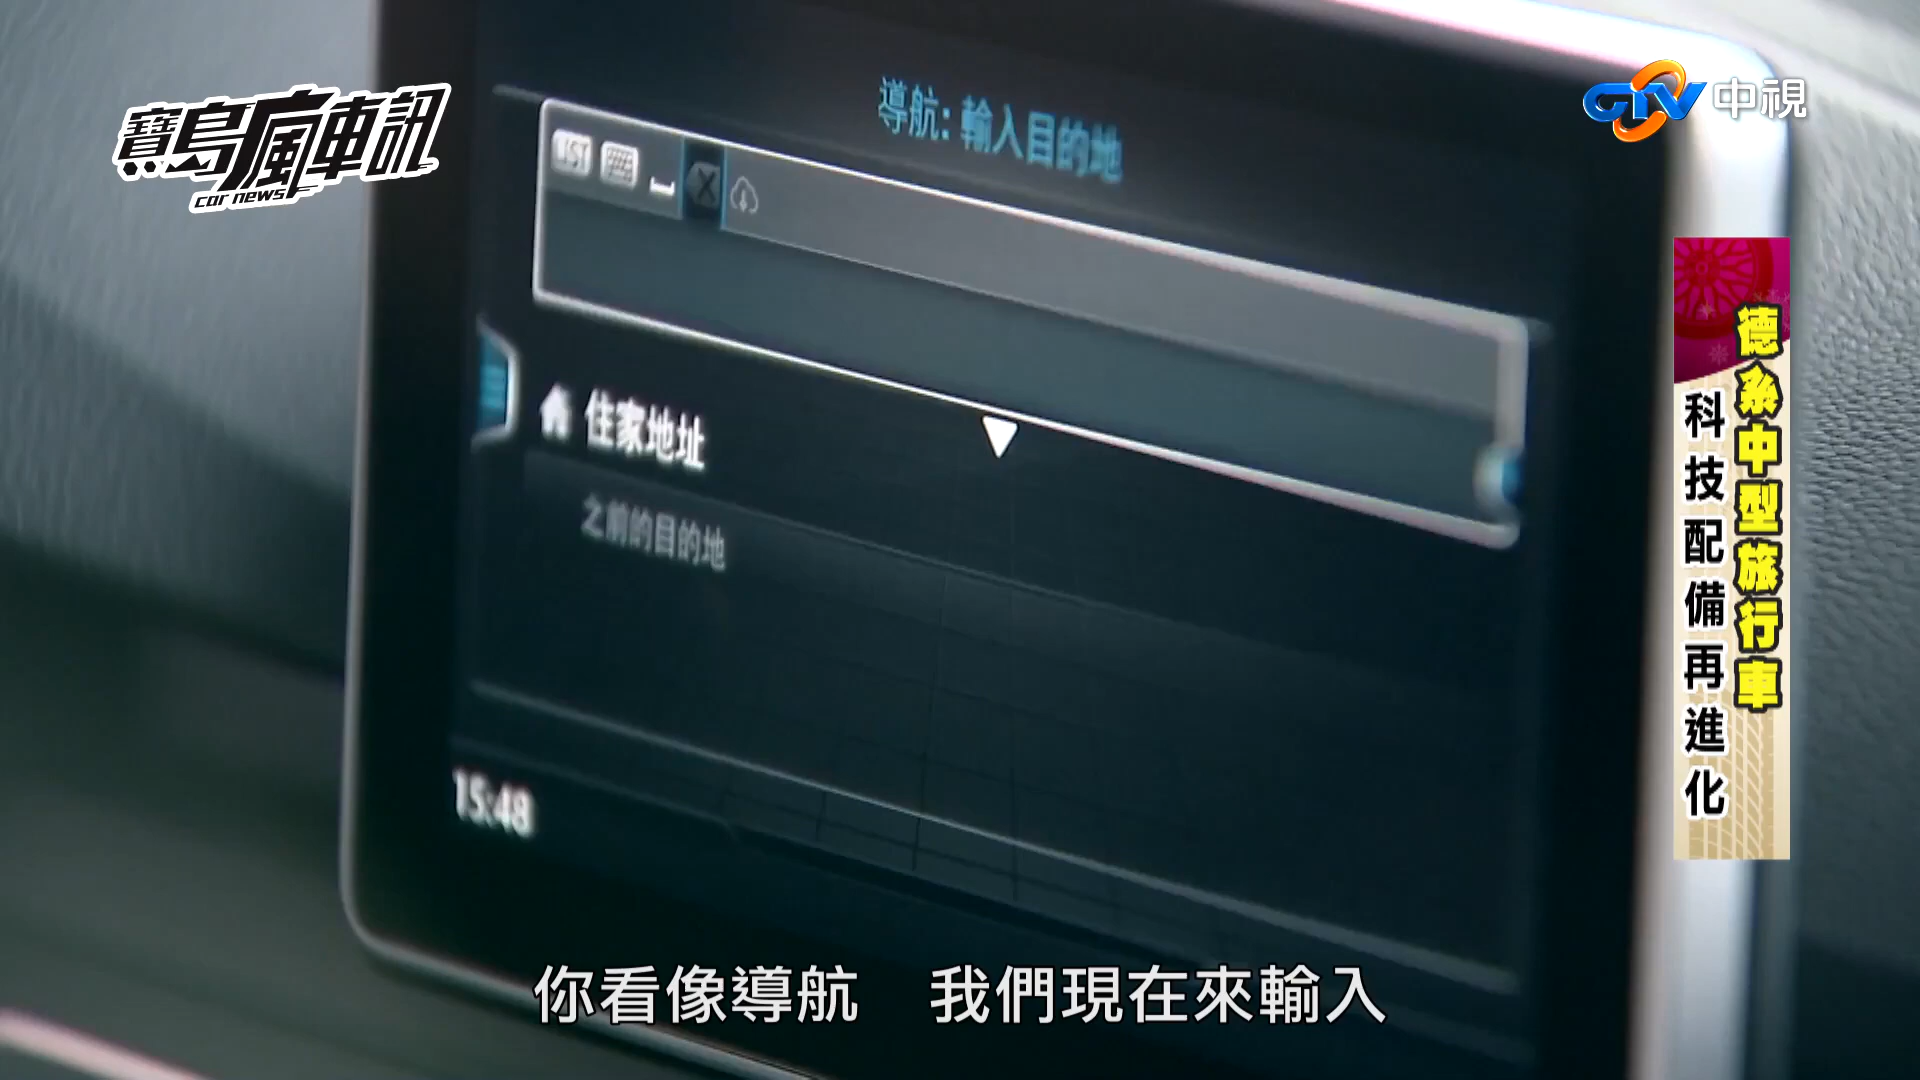 寶島瘋車訊
car news
CTV 中視
導航: 輸入目的地
LIST
住家地址
之前的目的地
15:48
德系中型旅行車
科技配備再進化
你看像導航 我們現在來輸入